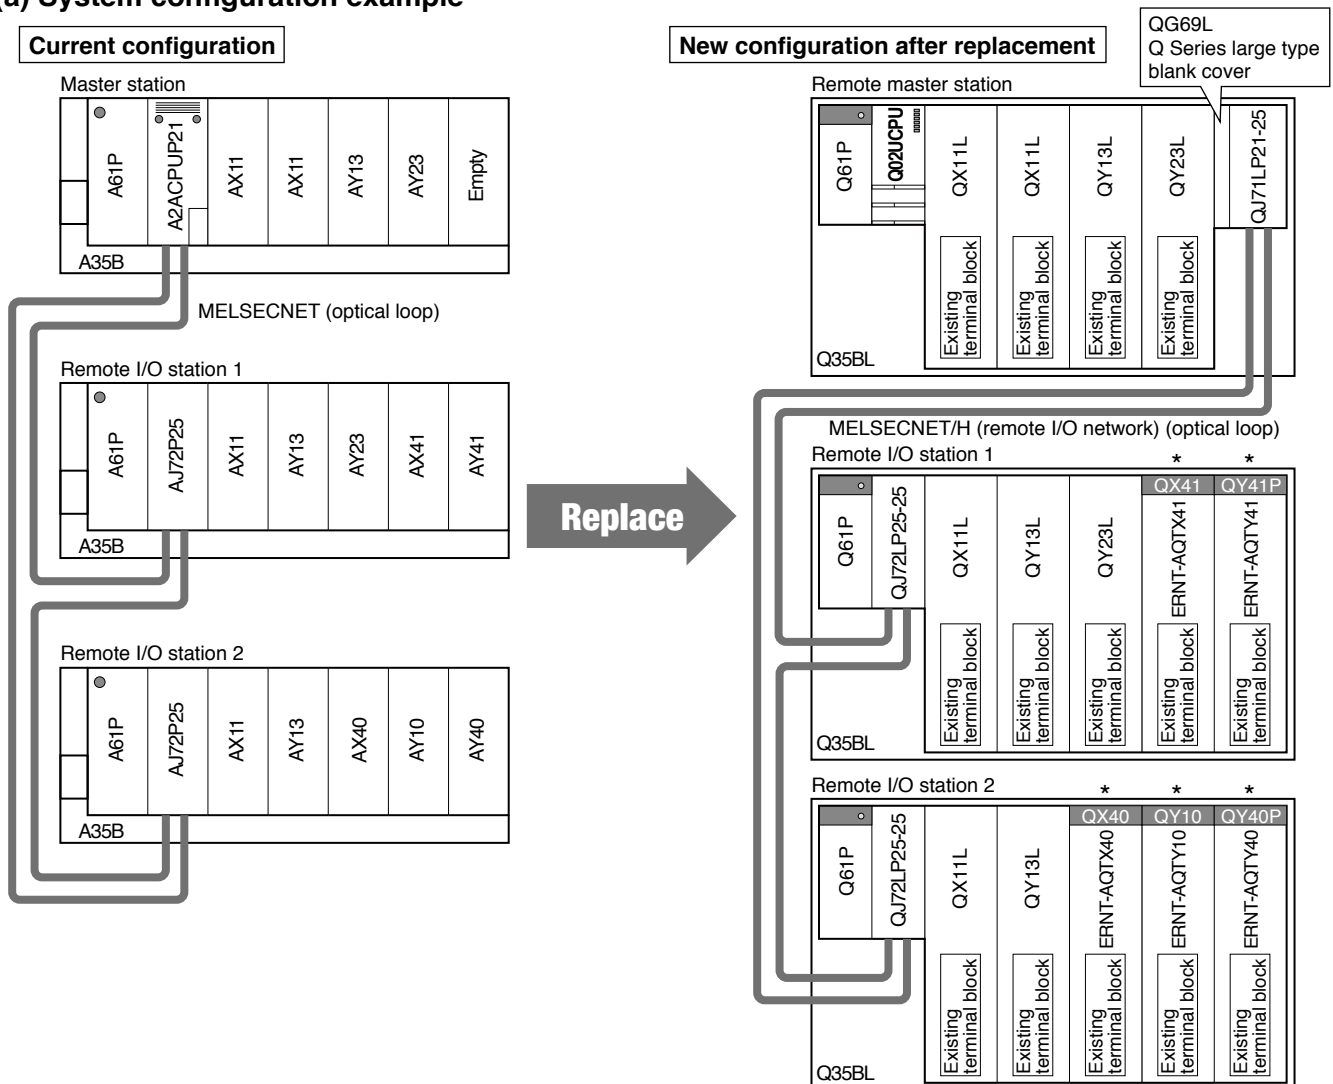 (a) System configuration example
Current configuration
Master station
A61P
A2ACPUP21
AX11
AX11
AY13
AY23
Empty
A35B
MELSECNET (optical loop)
Remote I/O station 1
A61P
AJ72P25
AX11
AY13
AY23
AX41
AY41
A35B
Remote I/O station 2
A61P
AJ72P25
AX11
AY13
AX40
AY10
AY40
A35B
Replace
New configuration after replacement
QG69L
Q Series large type
blank cover
Remote master station
Q61P
Q02UCPU
QX11L
QX11L
QY13L
QY23L
QJ71LP21-25
Existing
terminal block
Existing
terminal block
Existing
terminal block
Existing
terminal block
Q35BL
MELSECNET/H (remote I/O network) (optical loop)
Remote I/O station 1
* *
QX41 QY41P
Q61P
QJ72LP25-25
QX11L
QY13L
QY23L
ERNT-AQTX41
ERNT-AQTY41
Existing
terminal block
Existing
terminal block
Existing
terminal block
Existing
terminal block
Existing
terminal block
Q35BL
Remote I/O station 2
* * *
QX40 QY10 QY40P
Q61P
QJ72LP25-25
QX11L
QY13L
ERNT-AQTX40
ERNT-AQTY10
ERNT-AQTY40
Existing
terminal block
Existing
terminal block
Existing
terminal block
Existing
terminal block
Existing
terminal block
Q35BL